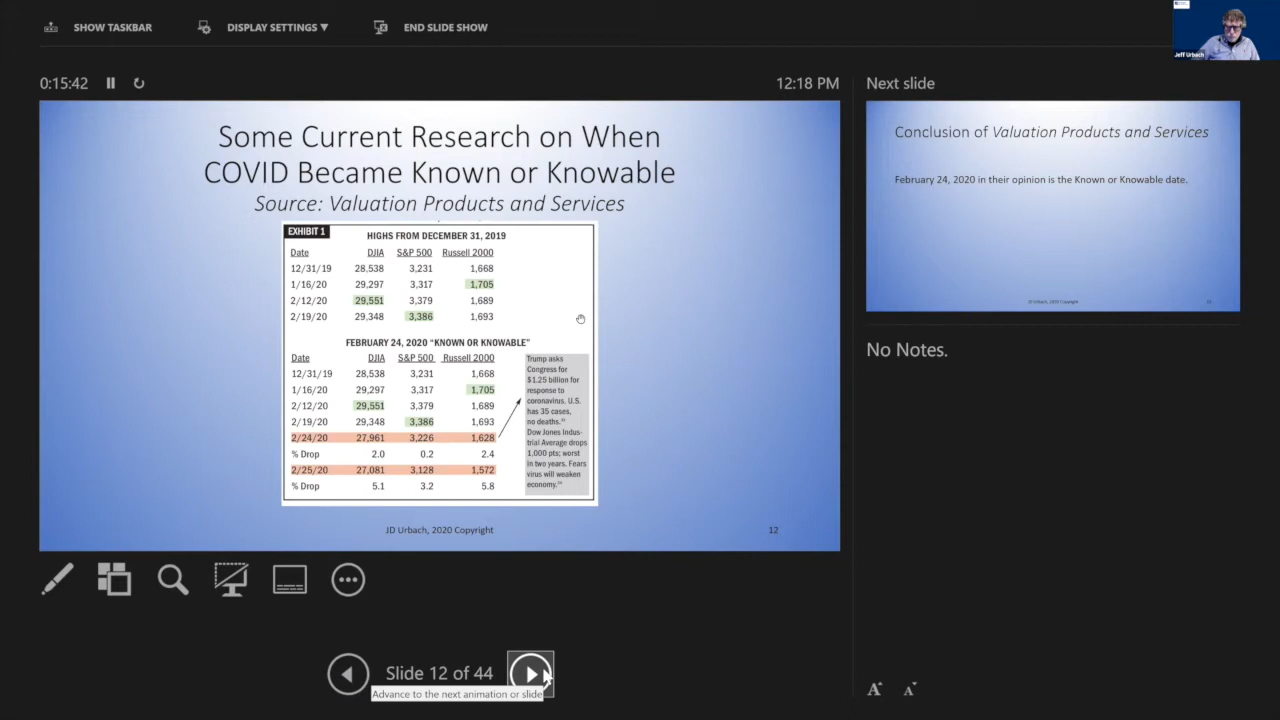 SHOW TASKBAR DISPLAY SETTINGS ▼ END SLIDE SHOW
Jeff Urbach
0:15:42 12:18 PM
Some Current Research on When
COVID Became Known or Knowable
Source: Valuation Products and Services
EXHIBIT 1
HIGHS FROM DECEMBER 31, 2019
Date DJIA S&P 500 Russell 2000
12/31/19 28,538 3,231 1,668
1/16/20 29,297 3,317 1,705
2/12/20 29,551 3,379 1,689
2/19/20 29,348 3,386 1,693
FEBRUARY 24, 2020 “KNOWN OR KNOWABLE”
Date DJIA S&P 500 Russell 2000
12/31/19 28,538 3,231 1,668
1/16/20 29,297 3,317 1,705
2/12/20 29,551 3,379 1,689
2/19/20 29,348 3,386 1,693
2/24/20 27,961 3,226 1,628
% Drop 2.0 0.2 2.4
2/25/20 27,081 3,128 1,572
% Drop 5.1 3.2 5.8
Trump asks
Congress for
$1.25 billion for
response to
coronavirus. U.S.
has 35 cases,
no deaths.
Dow Jones Indus-
trial Average drops
1,000 pts; worst
in two years. Fears
virus will weaken
economy.
JD Urbach, 2020 Copyright 12
Next slide
Conclusion of Valuation Products and Services
February 24, 2020 in their opinion is the Known or Knowable date.
JD Urbach, 2020 Copyright
No Notes.
Slide 12 of 44
Advance to the next animation or slide
A A